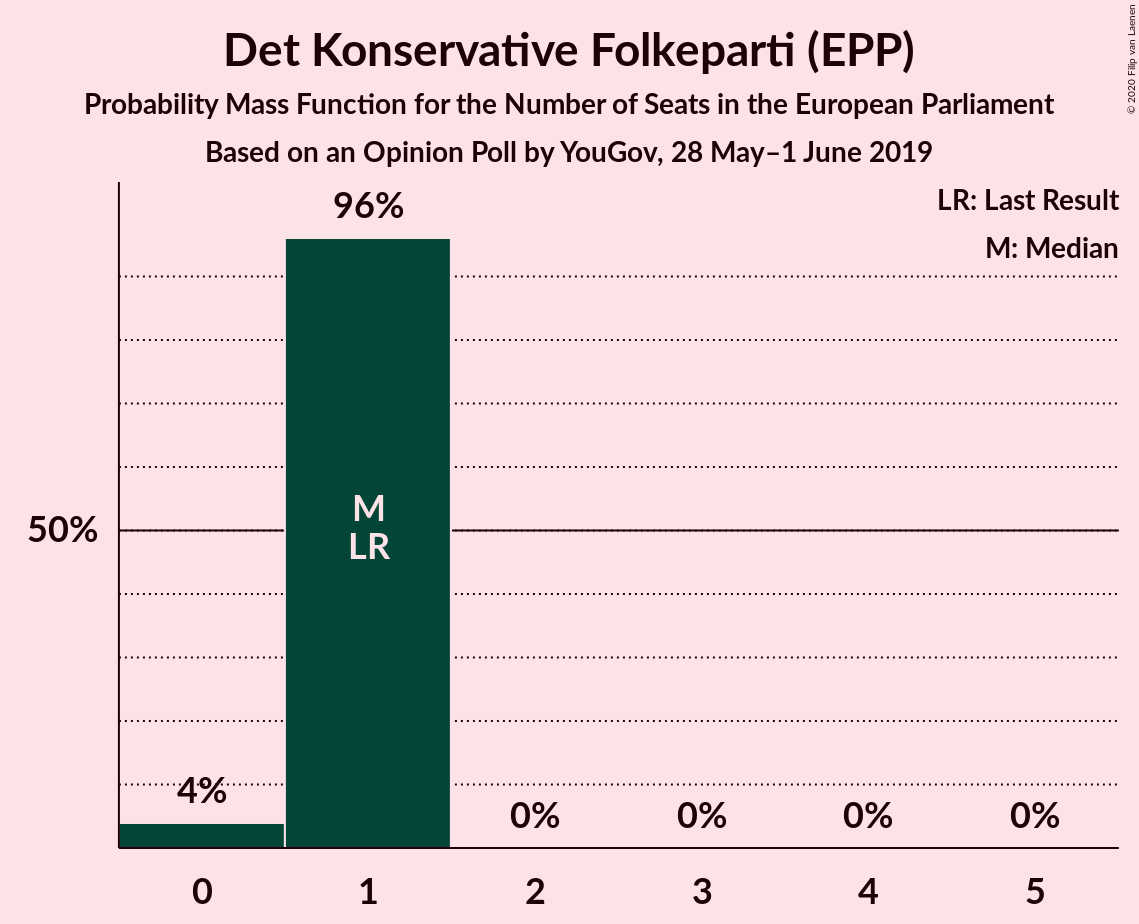 Det Konservative Folkeparti (EPP)
Probability Mass Function for the Number of Seats in the European Parliament
Based on an Opinion Poll by YouGov, 28 May–1 June 2019
© 2020 Filip van Laenen
LR: Last Result
M: Median
96%
50%
M
LR
4%
0%
0%
0%
0%
0
1
2
3
4
5